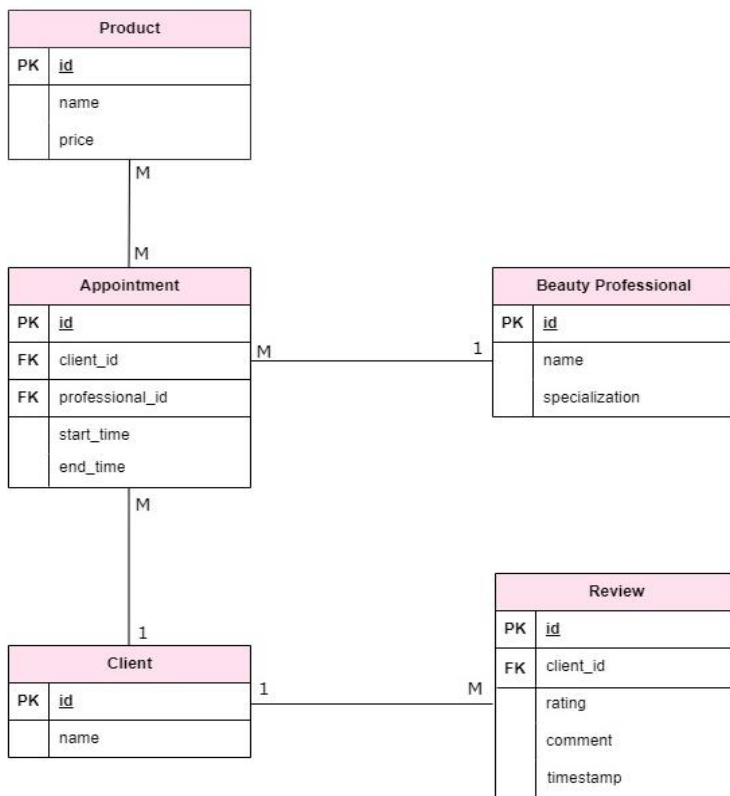 Product
PK id
name
price
M
M
Appointment
PK id
FK client_id
FK professional_id
start_time
end_time
M 1
Beauty Professional
PK id
name
specialization
M
1
Client
PK id
name
1 M
Review
PK id
FK client_id
rating
comment
timestamp